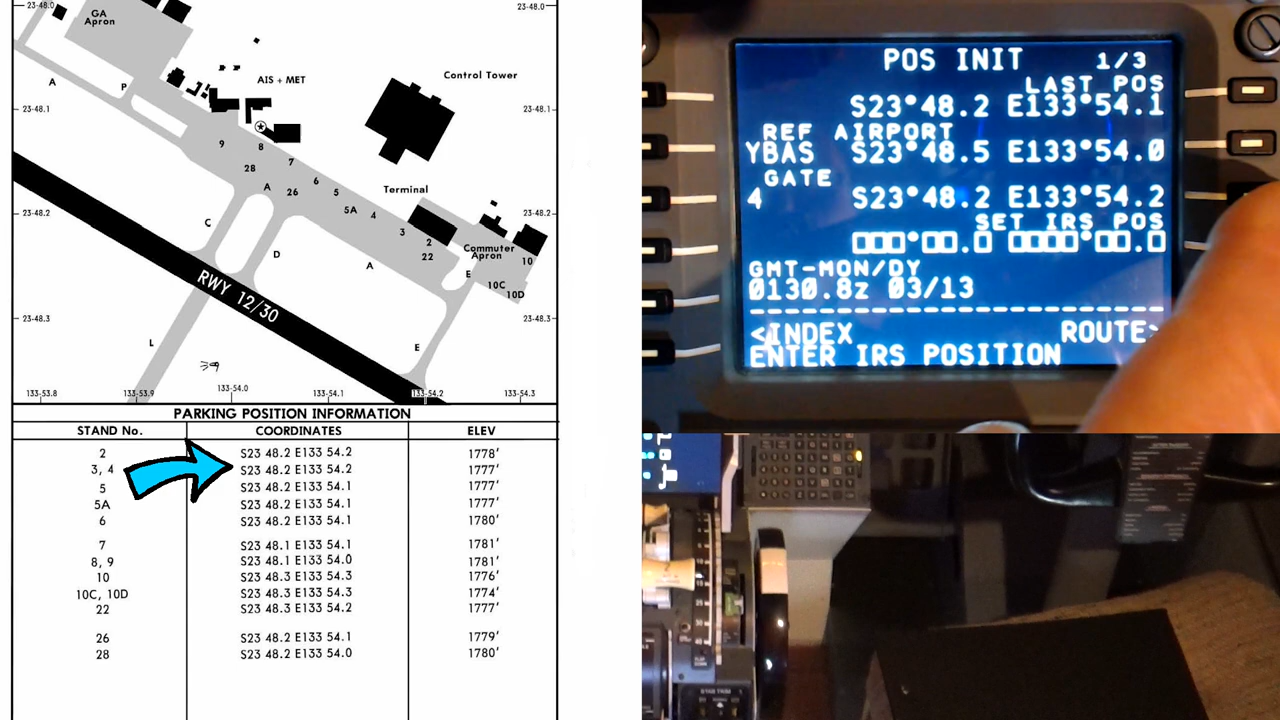 23-48.0
23-48.0
GA
Apron
AIS + MET
Control Tower
A
P
23-48.1
23-48.1
9
8
7
28
6
A
26
5
Terminal
5A
4
23-48.2
23-48.2
C
3
2
Commuter
Apron
D
22
10
A
E
10C
10D
RWY 12/30
23-48.3
23-48.3
L
E
133-53.8
133-53.9
133-54.0
133-54.1
133-54.2
133-54.3
PARKING POSITION INFORMATION
STAND No. COORDINATES ELEV
2 S23 48.2 E133 54.2 1778'
3, 4 S23 48.2 E133 54.2 1777'
5 S23 48.2 E133 54.1 1777'
5A S23 48.2 E133 54.1 1777'
6 S23 48.2 E133 54.1 1780'
7 S23 48.1 E133 54.1 1781'
8, 9 S23 48.1 E133 54.0 1781'
10 S23 48.3 E133 54.3 1776'
10C, 10D S23 48.3 E133 54.3 1774'
22 S23 48.3 E133 54.2 1777'
26 S23 48.2 E133 54.1 1779'
28 S23 48.2 E133 54.0 1780'
POS INIT 1/3
LAST POS
S23°48.2 E133°54.1
REF AIRPORT
YBAS S23°48.5 E133°54.0
GATE
4 S23°48.2 E133°54.2
SET IRS POS
□□□°□□.□ □□□□°□□.□
GMT-MON/DY
0130.8z 03/13
<INDEX ROUTE>
ENTER IRS POSITION